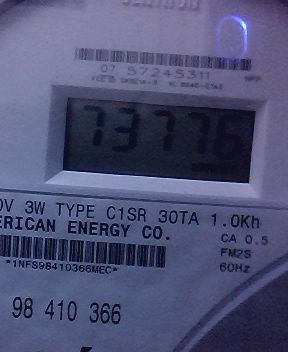 07 57245311
73776
0V 3W TYPE C1SR 30TA 1.0Kh
ERICAN ENERGY CO.
CA 0.5
FM2S
60Hz
*1NFS98410366MEC*
98 410 366